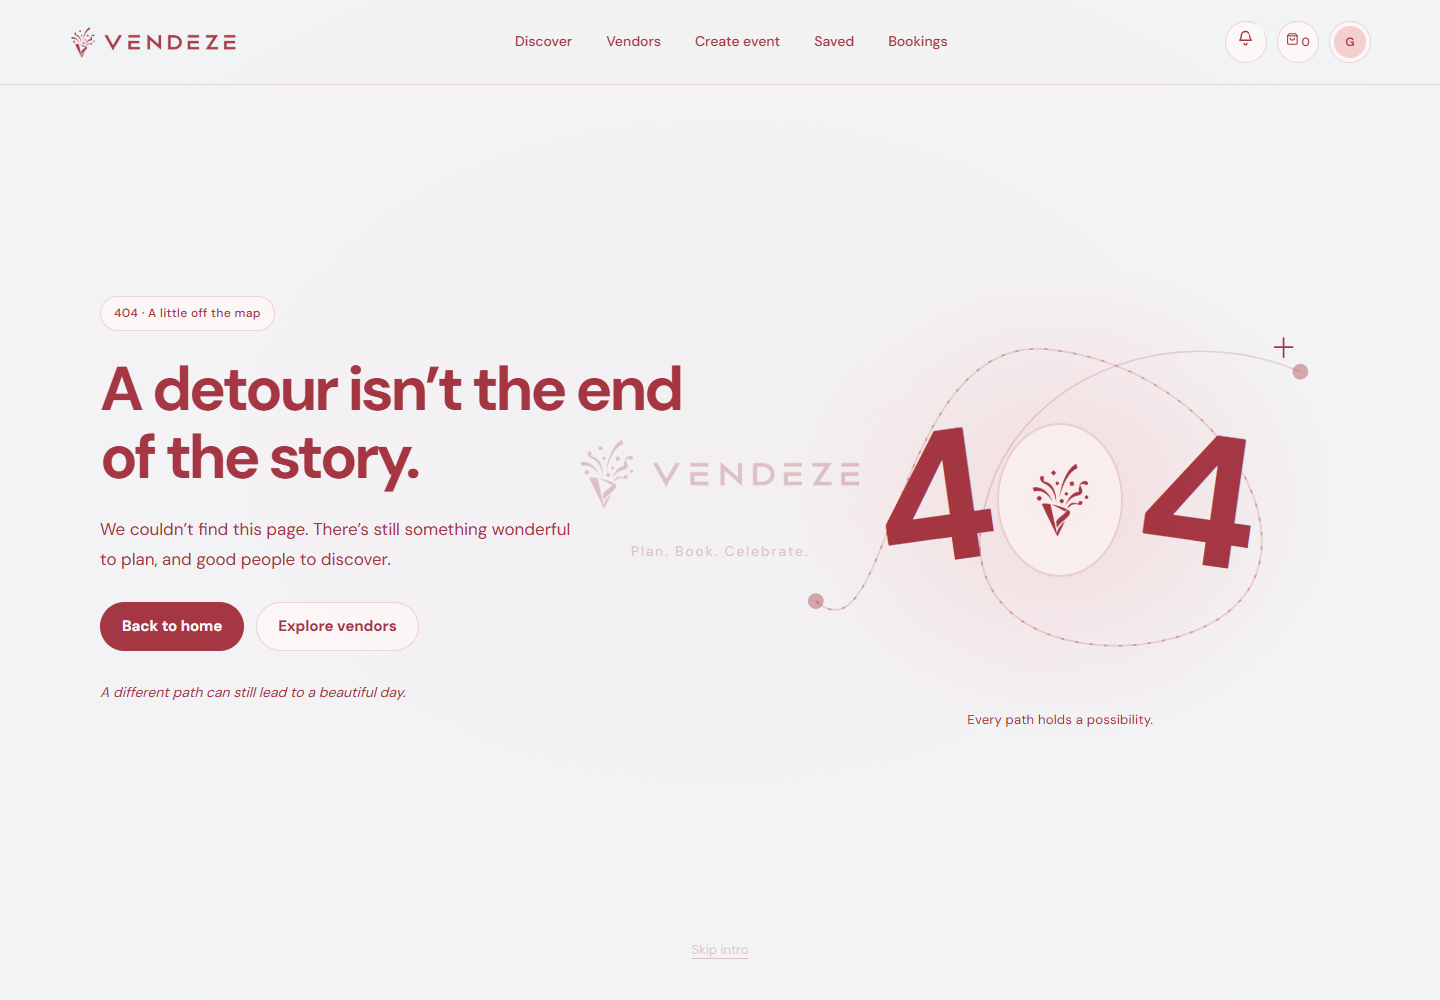 VENDEZE
Discover
Vendors
Create event
Saved
Bookings
0
G
404 · A little off the map
A detour isn’t the end
of the story.
VENDEZE
We couldn’t find this page. There’s still something wonderful
to plan, and good people to discover.
Plan. Book. Celebrate.
Back to home
Explore vendors
A different path can still lead to a beautiful day.
4 4
Every path holds a possibility.
Skip intro